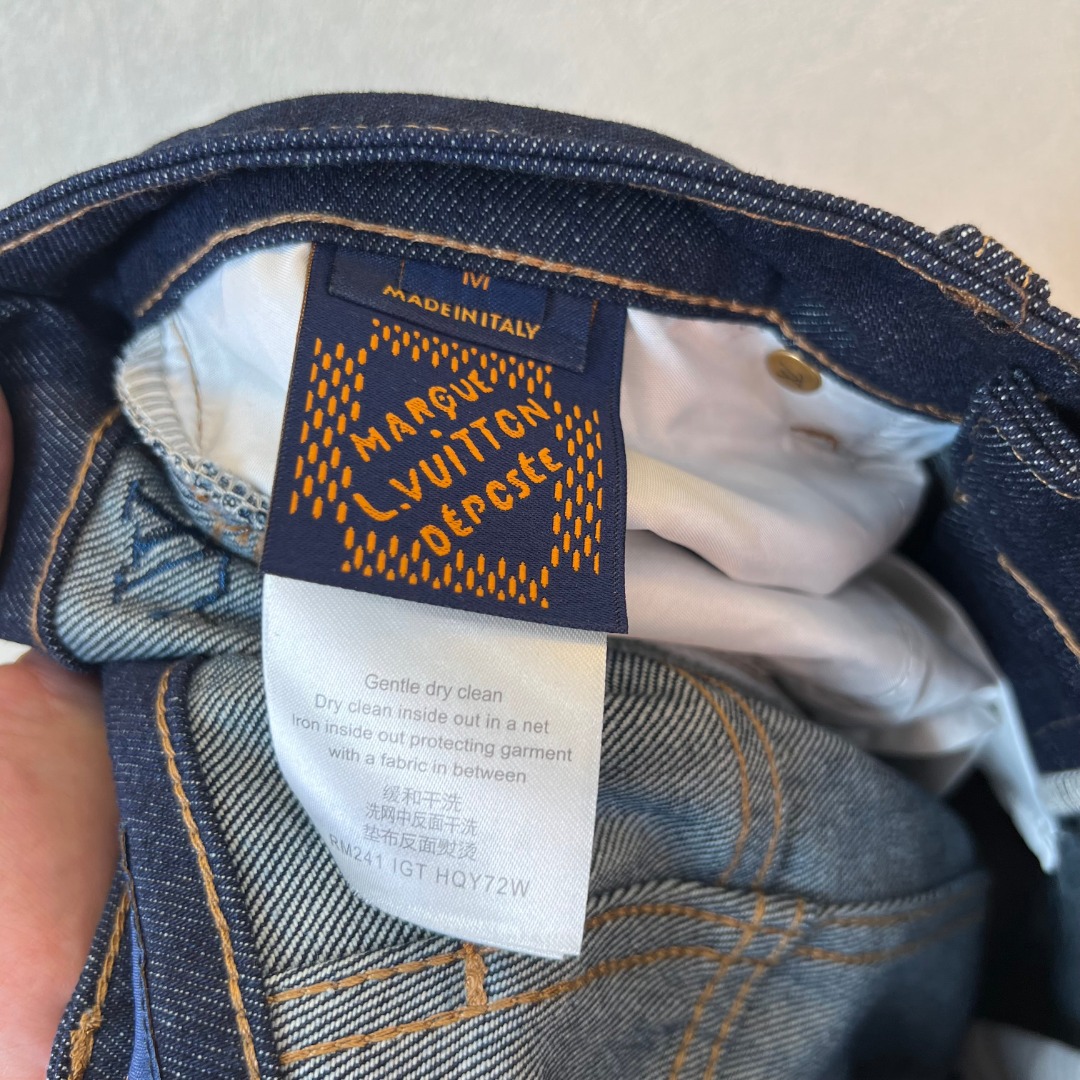 M
MADE IN ITALY
MARQUE
L.VUITTON
DÉPOSÉE
Gentle dry clean
Dry clean inside out in a net
Iron inside out protecting garment
with a fabric in between
缓和干洗
洗网中反面干洗
垫布反面熨烫
RM241 IGT HQY72W